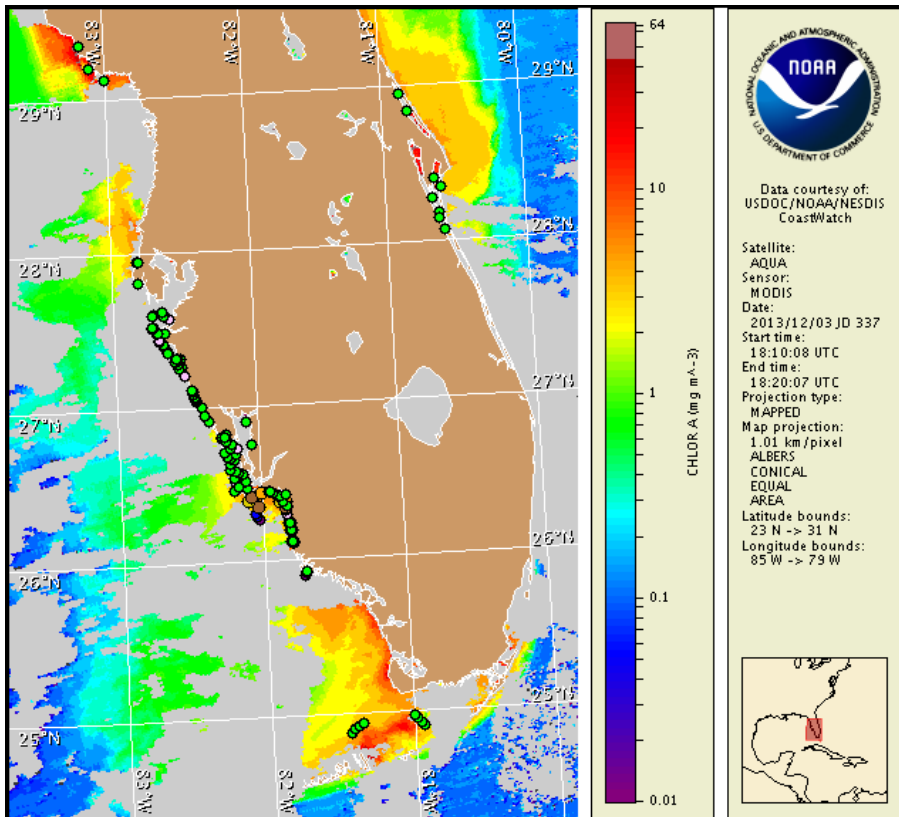 83°W
82°W
81°W
80°W
29°N
29°N
28°N
28°N
27°N
27°N
26°N
26°N
25°N
25°N
83°W
82°W
81°W
64
10
1
0.1
0.01
CHLOR A (mg m^-3)
NATIONAL OCEANIC AND ATMOSPHERIC ADMINISTRATION
NOAA
U.S. DEPARTMENT OF COMMERCE
Data courtesy of:
USDOC/NOAA/NESDIS
CoastWatch
Satellite:
AQUA
Sensor:
MODIS
Date:
2013/12/03 JD 337
Start time:
18:10:08 UTC
End time:
18:20:07 UTC
Projection type:
MAPPED
Map projection:
1.01 km/pixel
ALBERS
CONICAL
EQUAL
AREA
Latitude bounds:
23 N -> 31 N
Longitude bounds:
85 W -> 79 W